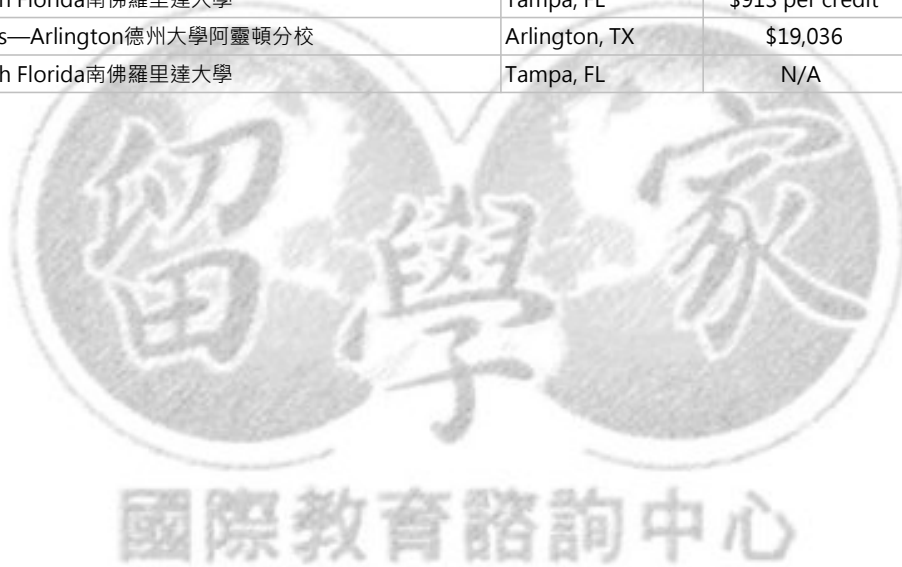 h Florida南佛羅里達大學 Tampa, FL $913 per credit
s—Arlington德州大學阿靈頓分校 Arlington, TX $19,036
h Florida南佛羅里達大學 Tampa, FL N/A
留學家
國際教育諮詢中心